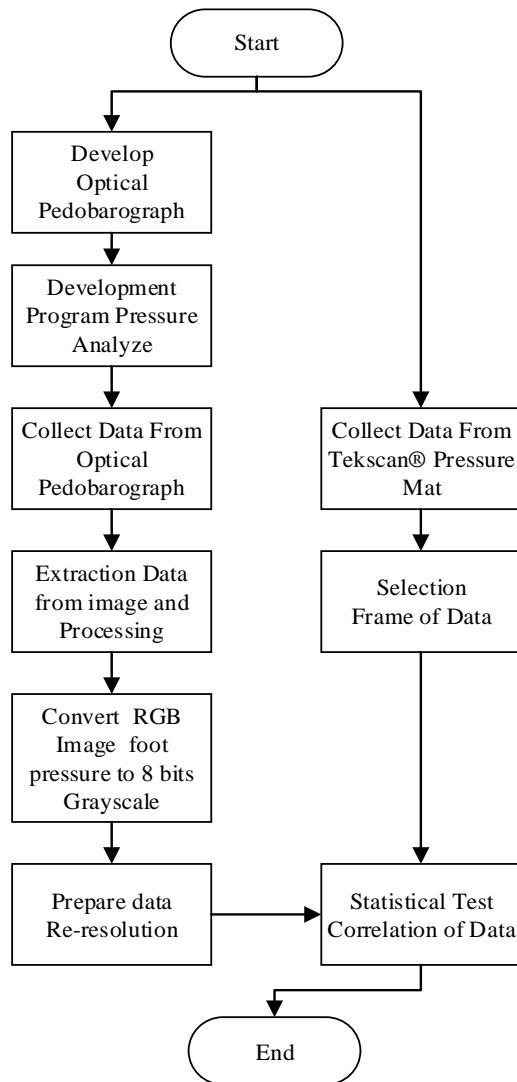 Start
Develop
Optical
Pedobarograph
Development
Program Pressure
Analyze
Collect Data From
Optical
Pedobarograph
Collect Data From
Tekscan® Pressure
Mat
Extraction Data
from image and
Processing
Selection
Frame of Data
Convert RGB
Image foot
pressure to 8 bits
Grayscale
Prepare data
Re-resolution
Statistical Test
Correlation of Data
End